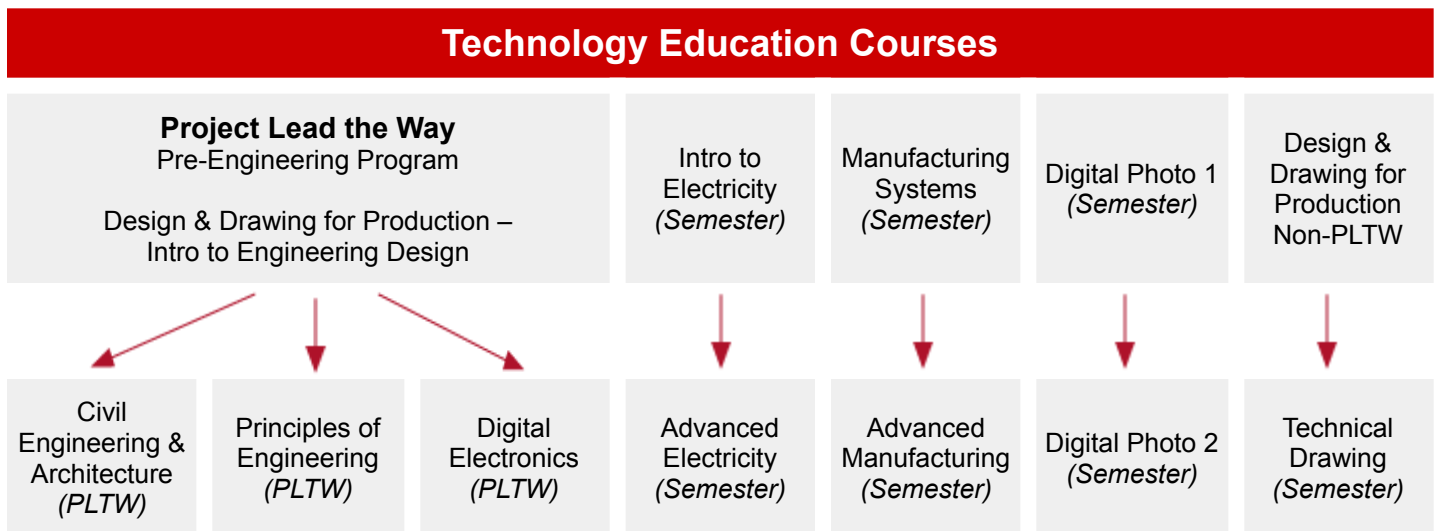 Technology Education Courses
Project Lead the Way
Pre-Engineering Program
Design & Drawing for Production –
Intro to Engineering Design
Intro to
Electricity
(Semester)
Manufacturing
Systems
(Semester)
Digital Photo 1
(Semester)
Design &
Drawing for
Production
Non-PLTW
Civil
Engineering &
Architecture
(PLTW)
Principles of
Engineering
(PLTW)
Digital
Electronics
(PLTW)
Advanced
Electricity
(Semester)
Advanced
Manufacturing
(Semester)
Digital Photo 2
(Semester)
Technical
Drawing
(Semester)